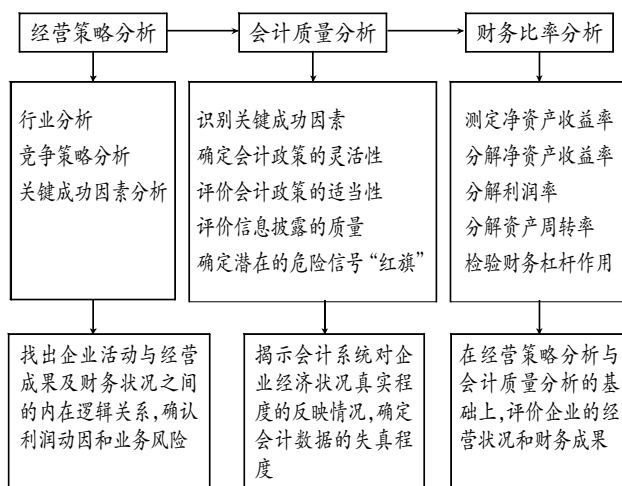 经营策略分析
会计质量分析
财务比率分析
行业分析
竞争策略分析
关键成功因素分析
识别关键成功因素
确定会计政策的灵活性
评价会计政策的适当性
评价信息披露的质量
确定潜在的危险信号“红旗”
测定净资产收益率
分解净资产收益率
分解利润率
分解资产周转率
检验财务杠杆作用
找出企业活动与经营
成果及财务状况之间
的内在逻辑关系,确认
利润动因和业务风险
揭示会计系统对企
业经济状况真实程
度的反映情况,确定
会计数据的失真程
度
在经营策略分析与
会计质量分析的基
础上,评价企业的经
营状况和财务成果